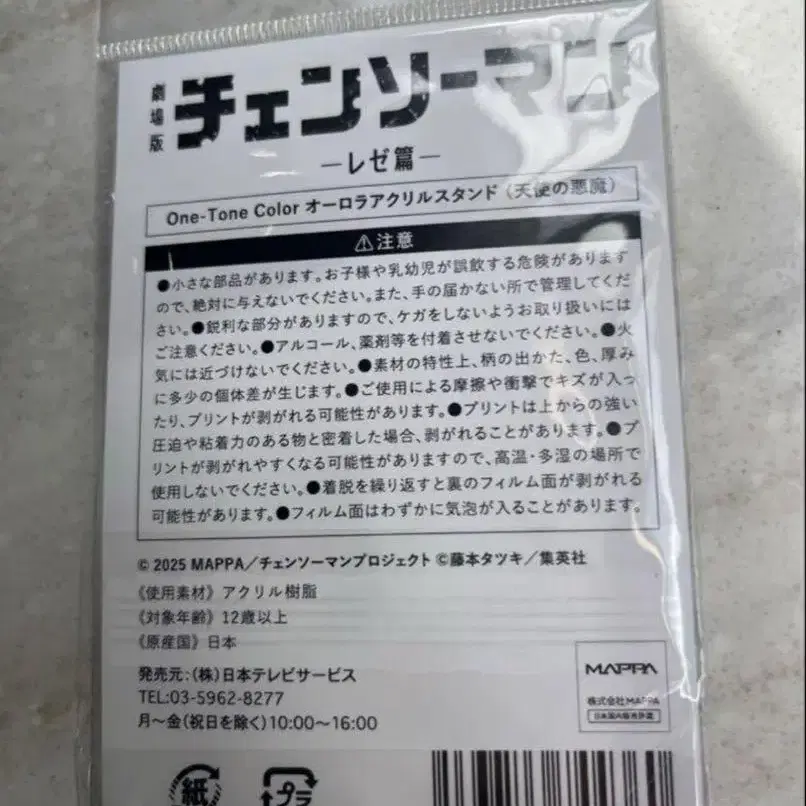 劇場版
チェンソーマン
―レゼ篇―
One-Tone Color オーロラアクリルスタンド（天使の悪魔）
⚠注意
●小さな部品があります。お子様や乳幼児が誤飲する危険があります
ので、絶対に与えないでください。また、手の届かない所で管理してくだ
さい。●鋭利な部分がありますので、ケガをしないようお取り扱いには
ご注意ください。●アルコール、薬剤等を付着させないでください。●火
気には近づけないでください。●素材の特性上、柄の出かた、色、厚み
に多少の個体差が生じます。●ご使用による摩擦や衝撃でキズが入っ
たり、プリントが剥がれる可能性があります。●プリントは上からの強い
圧迫や粘着力のある物と密着した場合、剥がれることがあります。●プ
リントが剥がれやすくなる可能性がありますので、高温・多湿の場所で
使用しないでください。●着脱を繰り返すと裏のフィルム面が剥がれる
可能性があります。●フィルム面はわずかに気泡が入ることがあります。
© 2025 MAPPA／チェンソーマンプロジェクト ©藤本タツキ／集英社
《使用素材》アクリル樹脂
《対象年齢》12歳以上
《原産国》日本
発売元：（株）日本テレビサービス
TEL:03-5962-8277
月～金（祝日を除く）10:00～16:00
MAPPA
株式会社MAPPA
日本国内販売許諾
紙
プラ